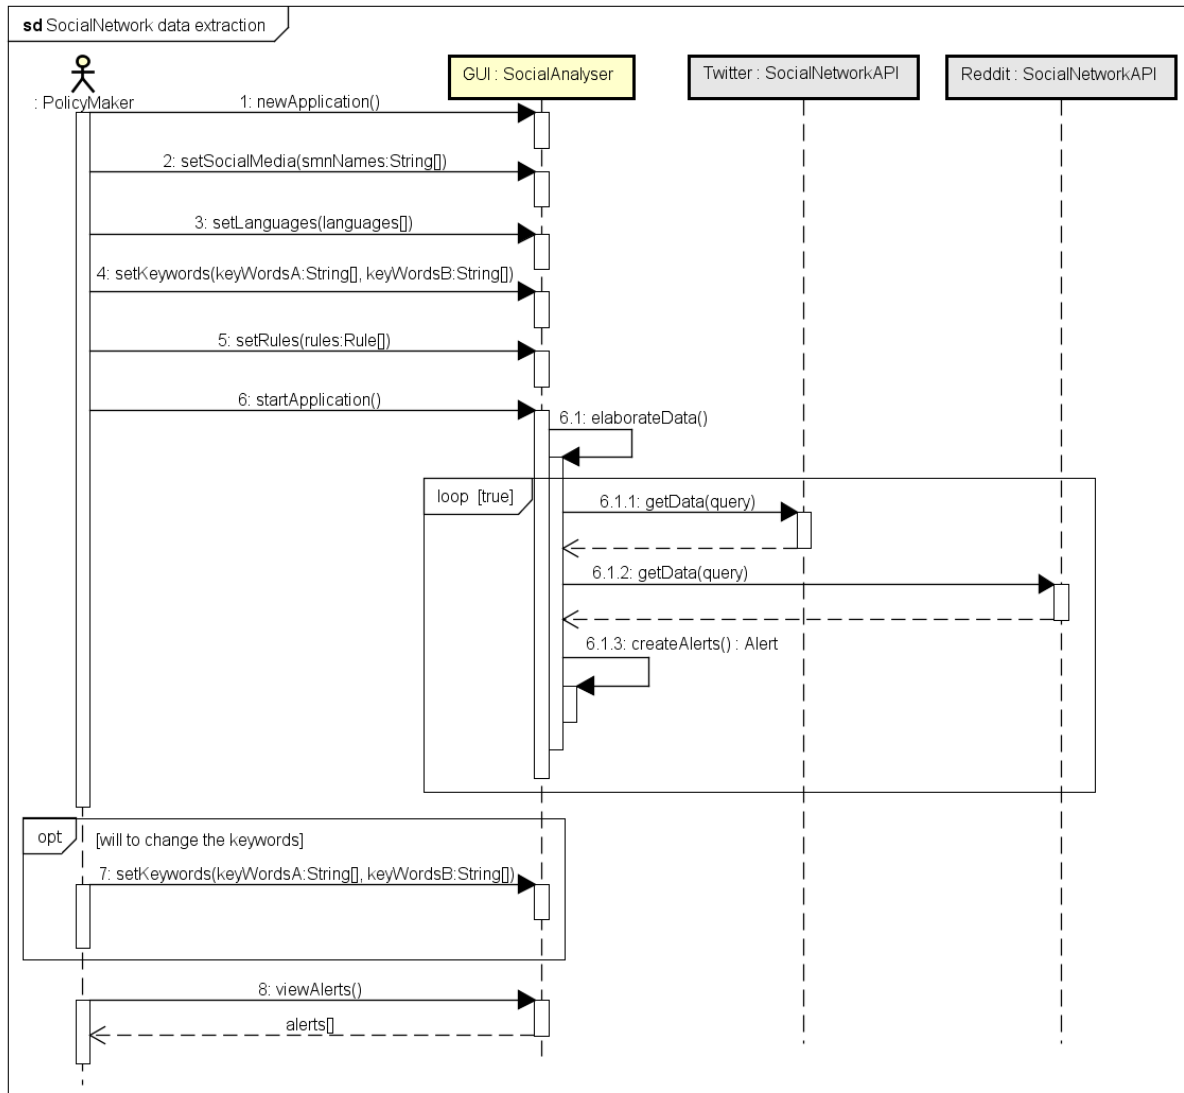 sd SocialNetwork data extraction
: PolicyMaker
GUI : SocialAnalyser
Twitter : SocialNetworkAPI
Reddit : SocialNetworkAPI
1: newApplication()
2: setSocialMedia(smnNames:String[])
3: setLanguages(languages[])
4: setKeywords(keyWordsA:String[], keyWordsB:String[])
5: setRules(rules:Rule[])
6: startApplication()
6.1: elaborateData()
loop [true]
6.1.1: getData(query)
6.1.2: getData(query)
6.1.3: createAlerts() : Alert
opt
[will to change the keywords]
7: setKeywords(keyWordsA:String[], keyWordsB:String[])
8: viewAlerts()
alerts[]